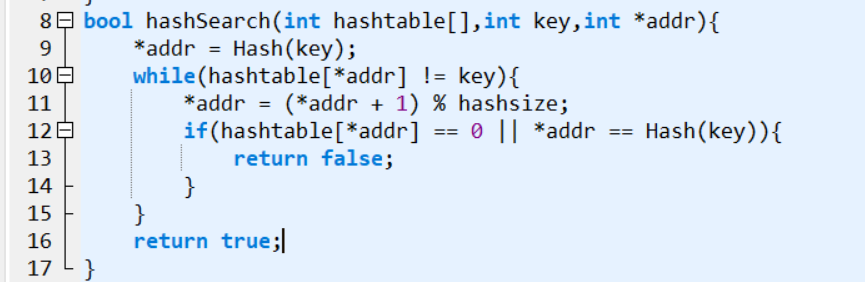 8 bool hashSearch(int hashtable[],int key,int *addr){
9 *addr = Hash(key);
10 while(hashtable[*addr] != key){
11 *addr = (*addr + 1) % hashsize;
12 if(hashtable[*addr] == 0 || *addr == Hash(key)){
13 return false;
14 }
15 }
16 return true;
17 }